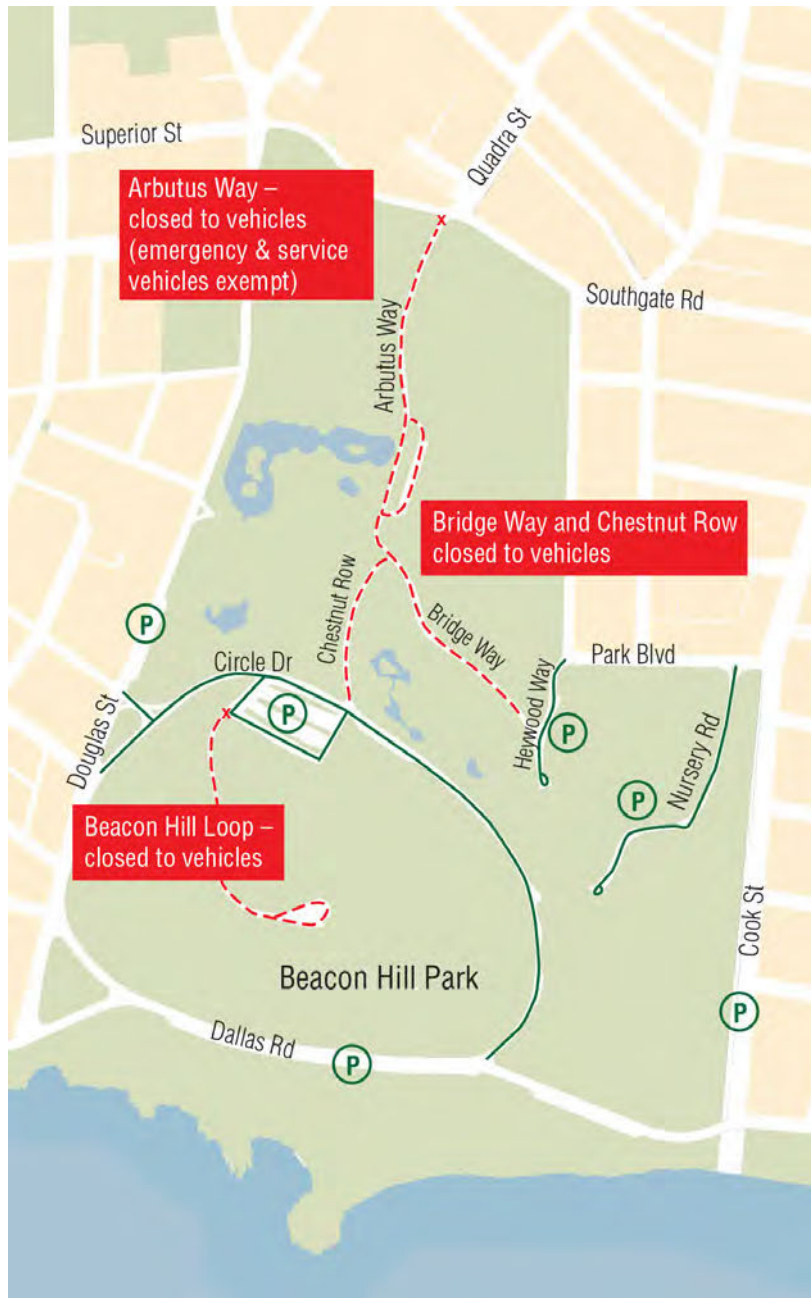 Superior St
Quadra St
Arbutus Way –
closed to vehicles
(emergency & service
vehicles exempt)
x
Southgate Rd
Arbutus Way
Bridge Way and Chestnut Row
closed to vehicles
Chestnut Row
Bridge Way
P
Circle Dr
Park Blvd
Heywood Way
P
P
x
Douglas St
P
Nursery Rd
Beacon Hill Loop –
closed to vehicles
Cook St
Beacon Hill Park
P
Dallas Rd
P